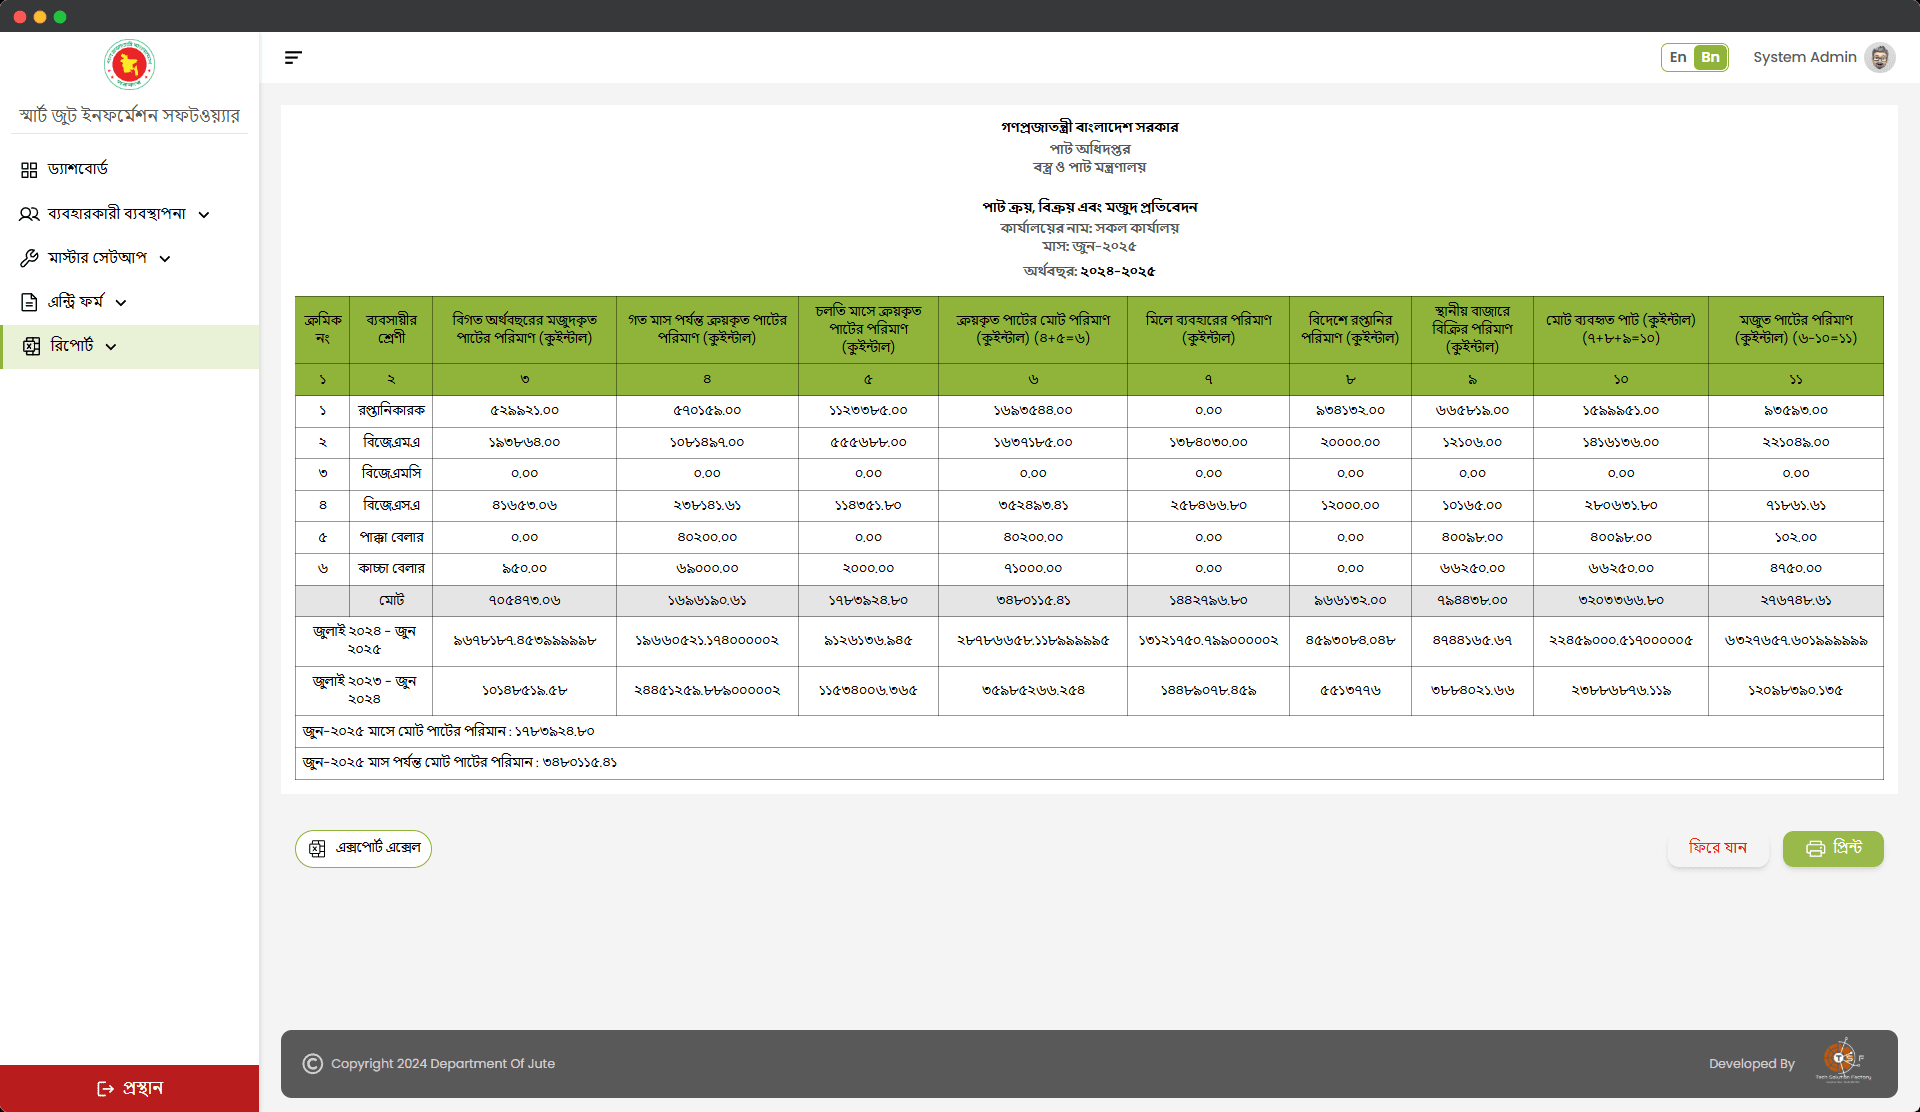 En Bn System Admin
স্মার্ট জুট ইনফর্মেশন সফটওয়্যার
ড্যাশবোর্ড
ব্যবহারকারী ব্যবস্থাপনা
মাস্টার সেটআপ
এন্ট্রি ফর্ম
রিপোর্ট
প্রস্থান
গণপ্রজাতন্ত্রী বাংলাদেশ সরকার
পাট অধিদপ্তর
বস্ত্র ও পাট মন্ত্রণালয়
পাট ক্রয়, বিক্রয় এবং মজুদ প্রতিবেদন
কার্যালয়ের নাম: সকল কার্যালয়
মাস: জুন-২০২৫
অর্থবছর: ২০২৪-২০২৫
ক্রমিক নং ব্যবসায়ীর শ্রেণী বিগত অর্থবছরের মজুদকৃত পাটের পরিমাণ (কুইন্টাল) গত মাস পর্যন্ত ক্রয়কৃত পাটের পরিমাণ (কুইন্টাল) চলতি মাসে ক্রয়কৃত পাটের পরিমাণ (কুইন্টাল) ক্রয়কৃত পাটের মোট পরিমাণ (কুইন্টাল) (৪+৫=৬) মিলে ব্যবহারের পরিমাণ (কুইন্টাল) বিদেশে রপ্তানির পরিমাণ (কুইন্টাল) স্থানীয় বাজারে বিক্রির পরিমাণ (কুইন্টাল) মোট ব্যবহৃত পাট (কুইন্টাল) (৭+৮+৯=১০) মজুত পাটের পরিমাণ (কুইন্টাল) (৬-১০=১১)
১ ২ ৩ ৪ ৫ ৬ ৭ ৮ ৯ ১০ ১১
১ রপ্তানিকারক ৫২৯৯২১.০০ ৫৭০১৫৯.০০ ১১২৩৩৮৫.০০ ১৬৯৩৫৪৪.০০ ০.০০ ৯৩৪১৩২.০০ ৬৬৫৮১৯.০০ ১৫৯৯৯৫১.০০ ৯৩৫৯৩.০০
২ বিজেএমএ ১৯৩৮৬৪.০০ ১০৮১৪৯৭.০০ ৫৫৫৬৮৮.০০ ১৬৩৭১৮৫.০০ ১৩৮৪০৩০.০০ ২০০০০.০০ ১২১০৬.০০ ১৪১৬১৩৬.০০ ২২১০৪৯.০০
৩ বিজেএমসি ০.০০ ০.০০ ০.০০ ০.০০ ০.০০ ০.০০ ০.০০ ০.০০ ০.০০
৪ বিজেএসএ ৪১৬৫৩.০৬ ২৩৮১৪১.৬১ ১১৪৩৫১.৮০ ৩৫২৪৯৩.৪১ ২৫৮৪৬৬.৮০ ১২০০০.০০ ১০১৬৫.০০ ২৮০৬৩১.৮০ ৭১৮৬১.৬১
৫ পাক্কা বেলার ০.০০ ৪০২০০.০০ ০.০০ ৪০২০০.০০ ০.০০ ০.০০ ৪০০৯৮.০০ ৪০০৯৮.০০ ১০২.০০
৬ কাচ্চা বেলার ৯৫০.০০ ৬৯০০০.০০ ২০০০.০০ ৭১০০০.০০ ০.০০ ০.০০ ৬৬২৫০.০০ ৬৬২৫০.০০ ৪৭৫০.০০
মোট ৭০৫৪৭৩.০৬ ১৬৯৬১৯০.৬১ ১৭৮৩৯২৪.৮০ ৩৪৮০১১৫.৪১ ১৪৪২৭৯৬.৮০ ৯৬৬১৩২.০০ ৭৯৪৪৩৮.০০ ৩২০৩৩৬৬.৮০ ২৭৬৭৪৮.৬১
জুলাই ২০২৪ - জুন ২০২৫ ৯৬৭৮১৮৭.৪৫৩৯৯৯৯৯৮ ১৯৬৬০৫২১.১৭৪০০০০০২ ৯১২৬১৩৬.৯৪৫ ২৮৭৮৬৬৫৮.১১৮৯৯৯৯৯৫ ১৩১২১৭৫০.৭৯৯০০০০০২ ৪৫৯৩০৮৪.০৪৮ ৪৭৪৪১৬৫.৬৭ ২২৪৫৯০০০.৫১৭০০০০০৫ ৬৩২৭৬৫৭.৬০১৯৯৯৯৯৯
জুলাই ২০২৩ - জুন ২০২৪ ১০১৪৮৫১৯.৫৮ ২৪৪৫১২৫৯.৮৮৯০০০০০২ ১১৫৩৪০০৬.৩৬৫ ৩৫৯৮৫২৬৬.২৫৪ ১৪৪৮৯০৭৮.৪৫৯ ৫৫১৩৭৭৬ ৩৮৮৪০২১.৬৬ ২৩৮৮৬৮৭৬.১১৯ ১২০৯৮৩৯০.১৩৫
জুন-২০২৫ মাসে মোট পাটের পরিমান : ১৭৮৩৯২৪.৮০
জুন-২০২৫ মাস পর্যন্ত মোট পাটের পরিমান : ৩৪৮০১১৫.৪১
এক্সপোর্ট এক্সেল ফিরে যান প্রিন্ট
Copyright 2024 Department Of Jute Developed By